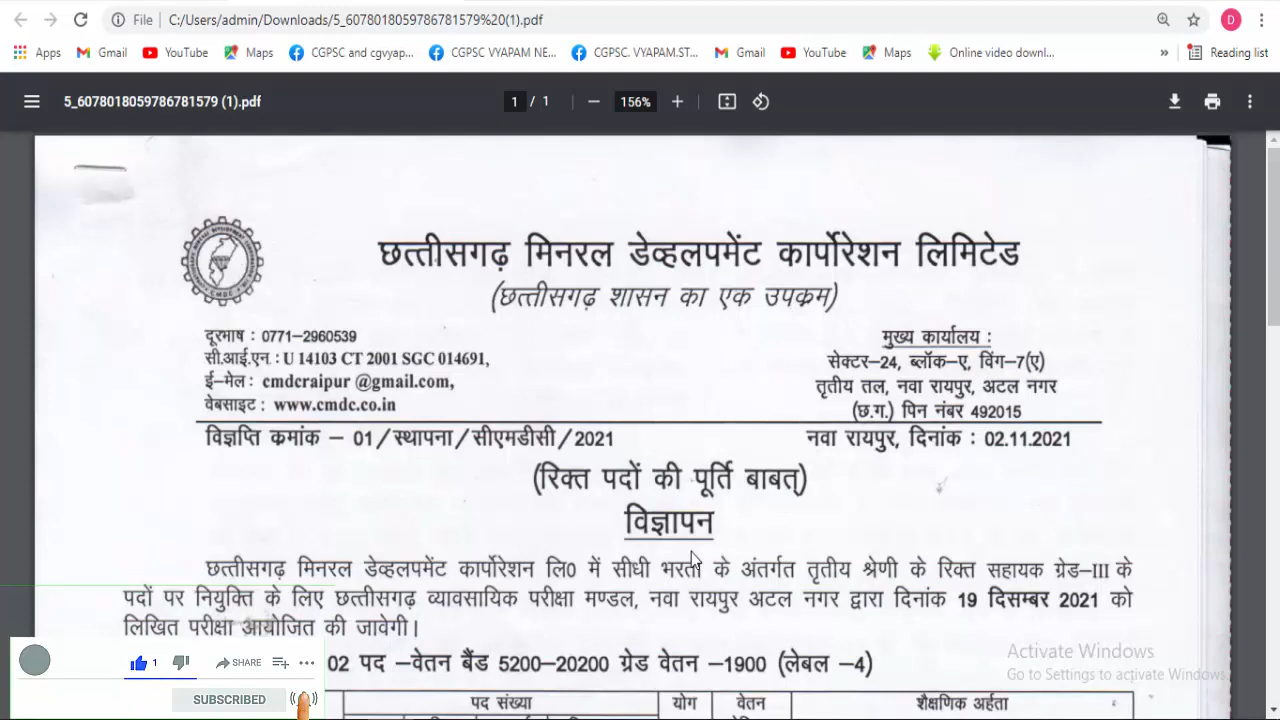 File | C:/Users/admin/Downloads/5_6078018059786781579%20(1).pdf
D
Apps Gmail YouTube Maps CGPSC and cgvyap... CGPSC VYAPAM NE... CGPSC. VYAPAM.ST... Gmail YouTube Maps Online video downl... » Reading list
5_6078018059786781579 (1).pdf 1 / 1 156%
छत्तीसगढ़ मिनरल डेव्हलपमेंट कार्पोरेशन लिमिटेड
(छत्तीसगढ़ शासन का एक उपक्रम)
दूरभाष : 0771-2960539
सी.आई.एन. : U 14103 CT 2001 SGC 014691,
ई-मेल : cmdcraipur @gmail.com,
वेबसाइट : www.cmdc.co.in
मुख्य कार्यालय :
सेक्टर-24, ब्लॉक-ए, विंग-7(ए)
तृतीय तल, नवा रायपुर, अटल नगर
(छ.ग.) पिन नंबर 492015
विज्ञप्ति कमांक - 01/स्थापना/सीएमडीसी/2021 नवा रायपुर, दिनांक : 02.11.2021
(रिक्त पदों की पूर्ति बाबत्)
विज्ञापन
छत्तीसगढ़ मिनरल डेव्हलपमेंट कार्पोरेशन लि0 में सीधी भरती के अंतर्गत तृतीय श्रेणी के रिक्त सहायक ग्रेड-III के
पदों पर नियुक्ति के लिए छत्तीसगढ़ व्यावसायिक परीक्षा मण्डल, नवा रायपुर अटल नगर द्वारा दिनांक 19 दिसम्बर 2021 को
लिखित परीक्षा आयोजित की जावेगी।
02 पद -वेतन बैंड 5200-20200 ग्रेड वेतन -1900 (लेबल -4)
पद संख्या योग वेतन शैक्षणिक अर्हता
1 SHARE
SUBSCRIBED
Activate Windows
Go to Settings to activate Windows.